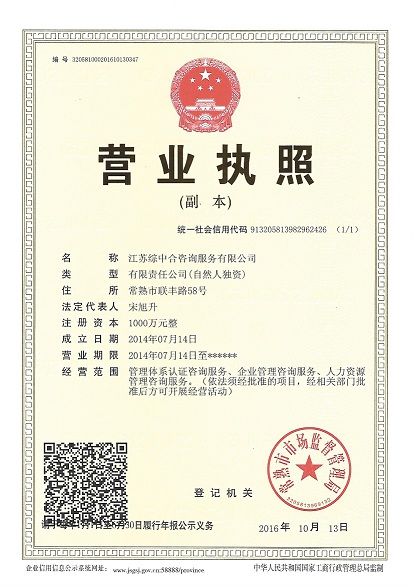 编 号 320581000201610130347
营业执照
(副 本)
统一社会信用代码 913205813982962426 (1/1)
名 称 江苏综中合咨询服务有限公司
类 型 有限责任公司(自然人独资)
住 所 常熟市联丰路58号
法定代表人 宋旭升
注册资本 1000万元整
成立日期 2014年07月14日
营业期限 2014年07月14日至******
经营范围 管理体系认证咨询服务、企业管理咨询服务、人力资源
管理咨询服务。（依法须经批准的项目，经相关部门批
准后方可开展经营活动）
常熟市市场监督管理局
登记机关
6月30日履行年报公示义务
2016年 10月 13日
企业信用信息公示系统网址：www.jsgsj.gov.cn:58888/province
中华人民共和国国家工商行政管理总局监制